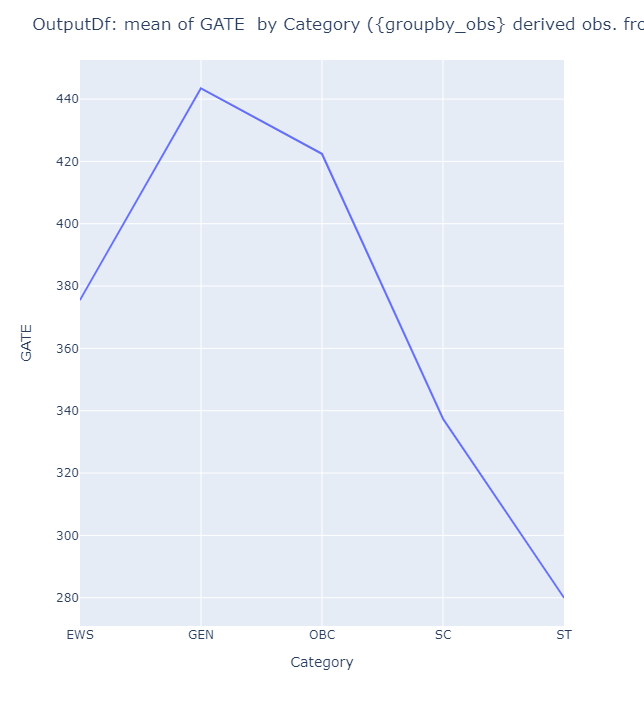 OutputDf: mean of GATE by Category ({groupby_obs} derived obs. fro
440
420
400
380
360
340
320
300
280
GATE
EWS GEN OBC SC ST
Category